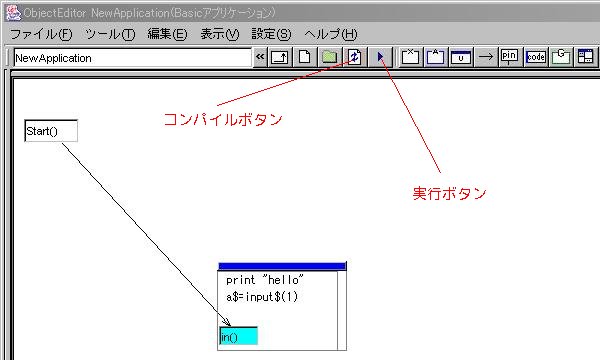 ObjectEditor NewApplication(Basicアプリケーション)
ファイル(F) ツール(T) 編集(E) 表示(V) 設定(S) ヘルプ(H)
NewApplication
X A U pin code G
コンパイルボタン
実行ボタン
Start()
print "hello"
a$=input$(1)
in()